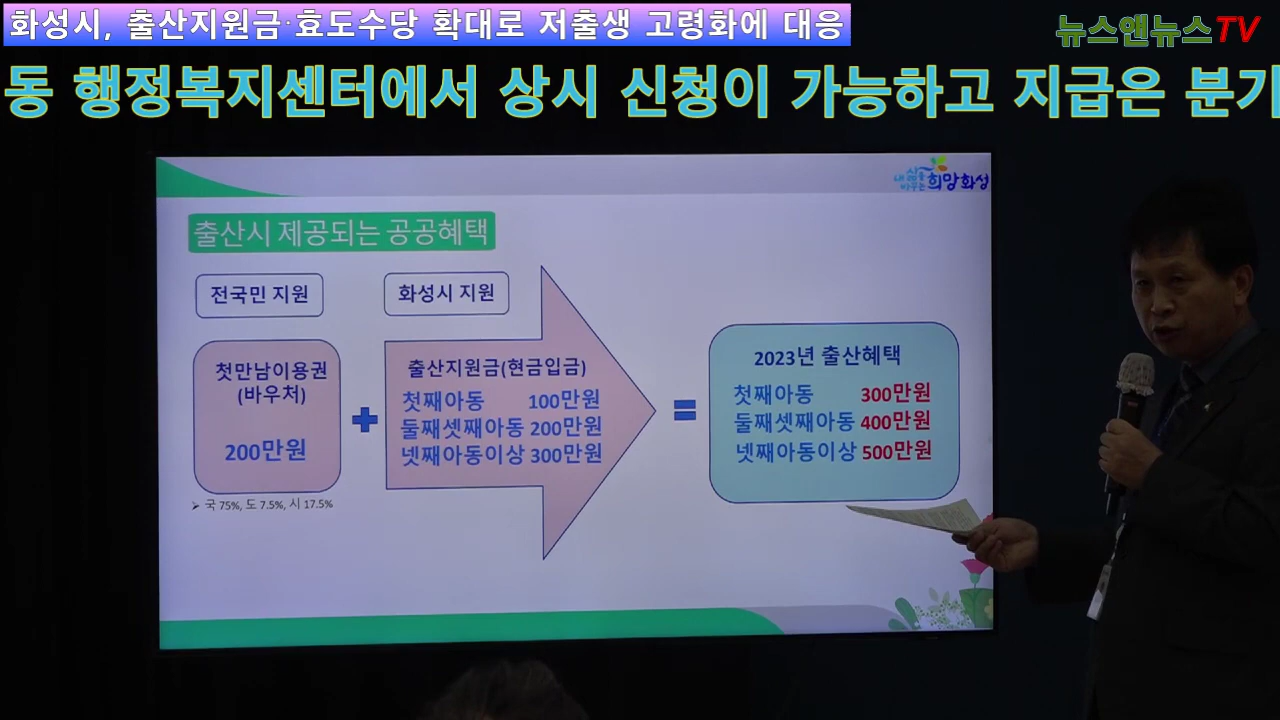 화성시, 출산지원금·효도수당 확대로 저출생 고령화에 대응
뉴스앤뉴스TV
동 행정복지센터에서 상시 신청이 가능하고 지급은 분기
내 삶을 바꾸는 희망화성
출산시 제공되는 공공혜택
전국민 지원
화성시 지원
첫만남이용권
(바우처)
200만원
➢ 국 75%, 도 7.5%, 시 17.5%
+
출산지원금(현금입금)
첫째아동 100만원
둘째셋째아동 200만원
넷째아동이상 300만원
=
2023년 출산혜택
첫째아동 300만원
둘째셋째아동 400만원
넷째아동이상 500만원